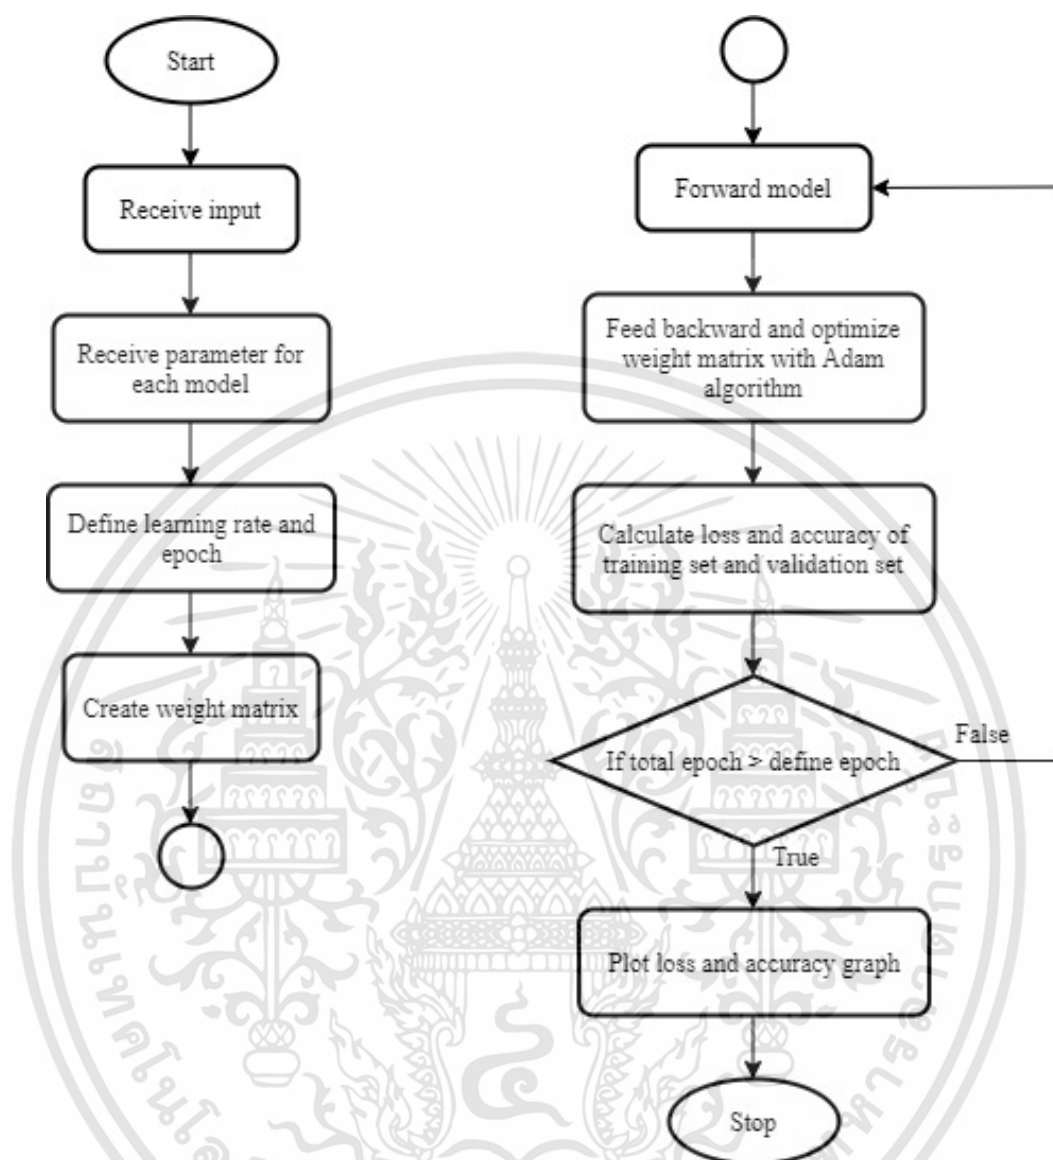 Start
Receive input
Receive parameter for
each model
Define learning rate and
epoch
Create weight matrix
Forward model
Feed backward and optimize
weight matrix with Adam
algorithm
Calculate loss and accuracy of
training set and validation set
If total epoch > define epoch
False
True
Plot loss and accuracy graph
Stop